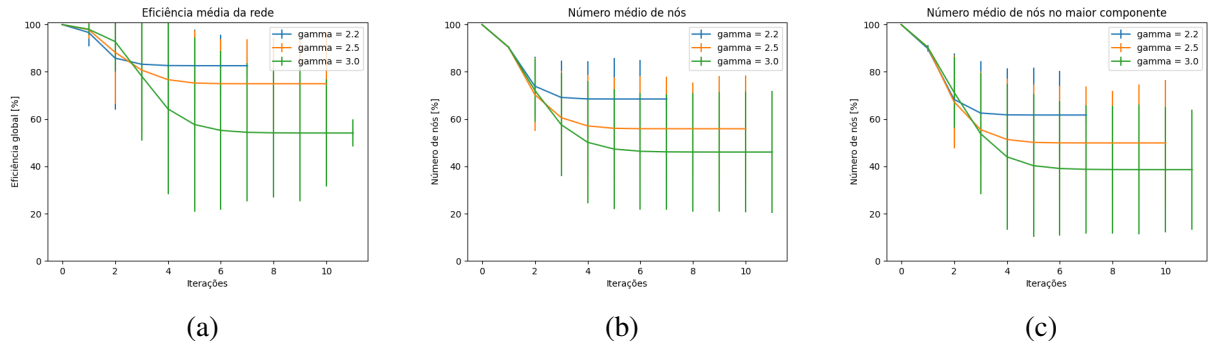 Eficiência média da rede
100
80
60
40
20
0
Eficiência global [%]
0 2 4 6 8 10
Iterações
gamma = 2.2
gamma = 2.5
gamma = 3.0
(a)
Número médio de nós
100
80
60
40
20
0
Número de nós [%]
0 2 4 6 8 10
Iterações
gamma = 2.2
gamma = 2.5
gamma = 3.0
(b)
Número médio de nós no maior componente
100
80
60
40
20
0
Número de nós [%]
0 2 4 6 8 10
Iterações
gamma = 2.2
gamma = 2.5
gamma = 3.0
(c)